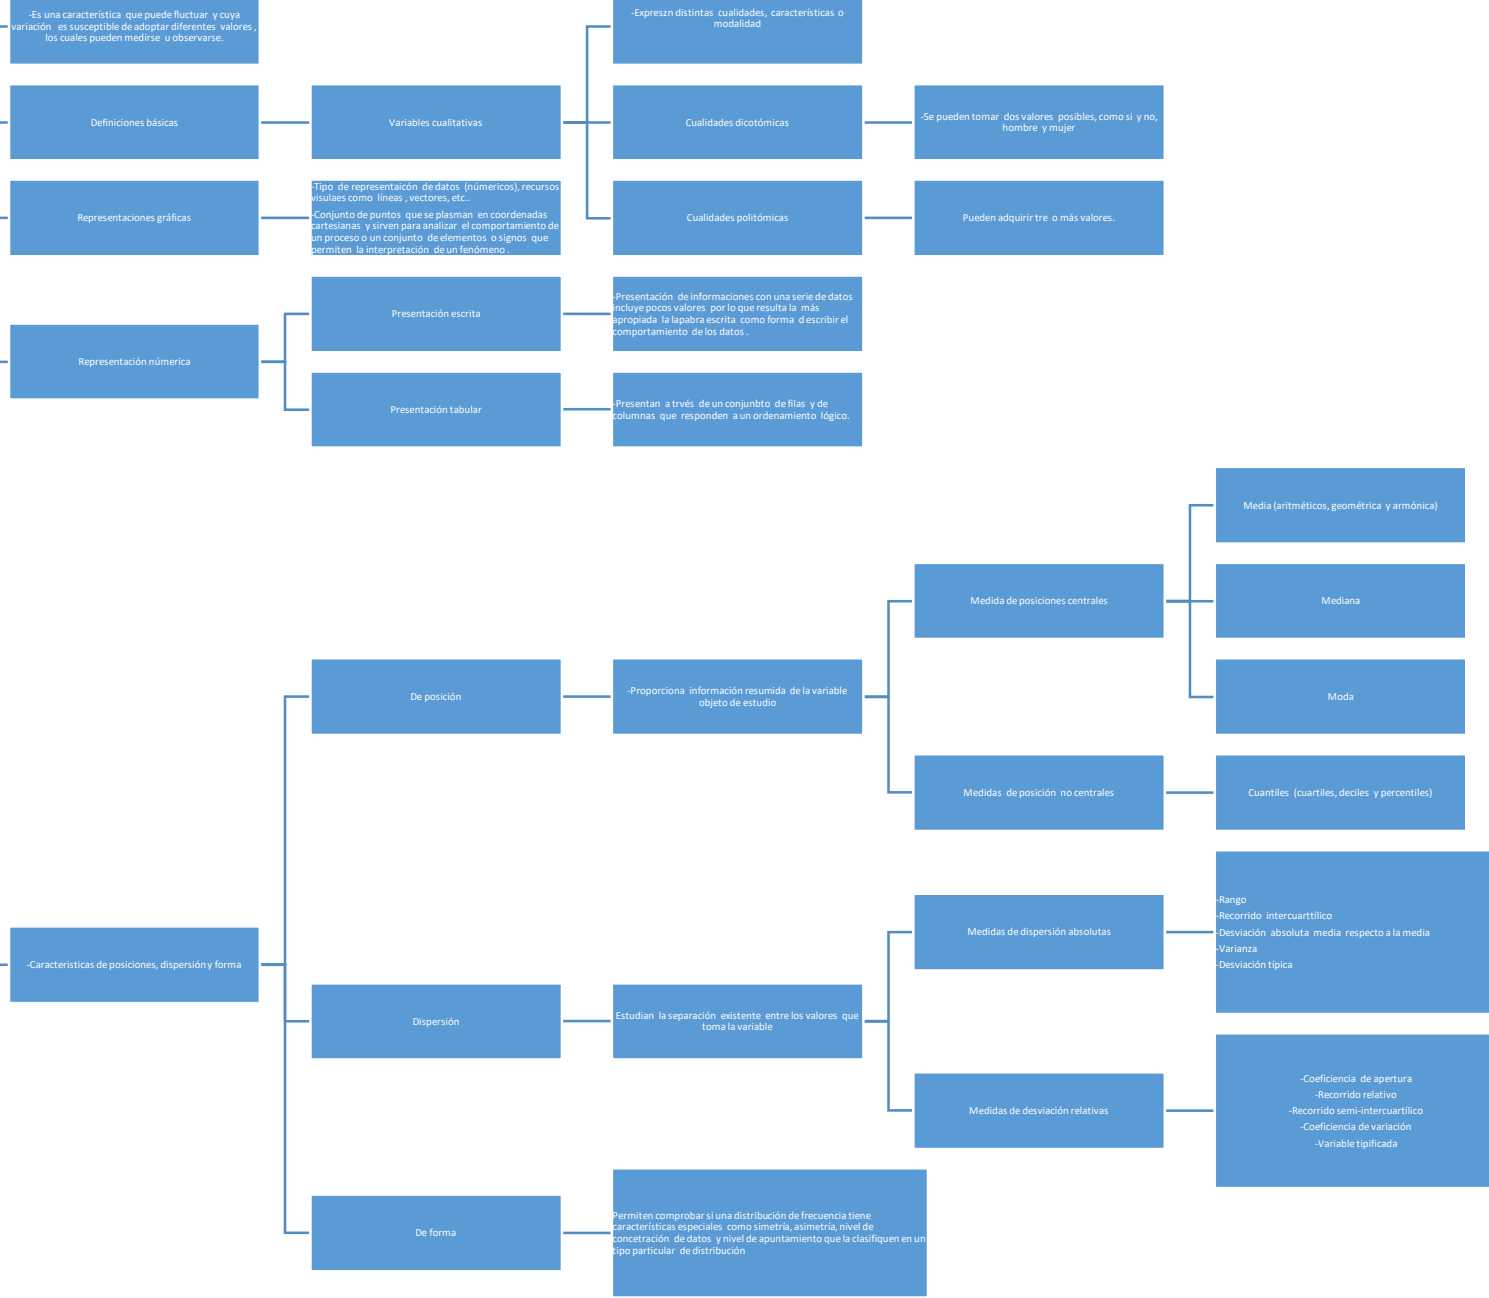 -Es una característica que puede fluctuar y cuya
variación es susceptible de adoptar diferentes valores ,
los cuales pueden medirse u observarse.
-Expreszn distintas cualidades, características o
modalidad
Definiciones básicas
Variables cualitativas
Cualidades dicotómicas
-Se pueden tomar dos valores posibles, como si y no,
hombre y mujer
Representaciones gráficas
-Tipo de representaicón de datos (númericos), recursos
visulaes como líneas , vectores, etc..
-Conjunto de puntos que se plasman en coordenadas
cartesianas y sirven para analizar el comportamiento de
un proceso o un conjunto de elementos o signos que
permiten la interpretación de un fenómeno .
Cualidades politómicas
Pueden adquirir tre o más valores.
Representación númerica
Presentación escrita
-Presentación de informaciones con una serie de datos
incluye pocos valores por lo que resulta la más
apropiada la lapabra escrita como forma d escribir el
comportamiento de los datos .
Presentación tabular
-Presentan a trvés de un conjunbto de filas y de
columnas que responden a un ordenamiento lógico.
-Caracteristicas de posiciones, dispersión y forma
De posición
-Proporciona información resumida de la variable
objeto de estudio
Medida de posiciones centrales
Media (aritméticos, geométrica y armónica)
Mediana
Moda
Medidas de posición no centrales
Cuantiles (cuartiles, deciles y percentiles)
Dispersión
Estudian la separación existente entre los valores que
toma la variable
Medidas de dispersión absolutas
-Rango
-Recorrido intercuarttílico
-Desviación absoluta media respecto a la media
-Varianza
-Desviación típica
Medidas de desviación relativas
-Coeficiencia de apertura
-Recorrido relativo
-Recorrido semi-intercuartílico
-Coeficiencia de variación
-Variable tipificada
De forma
Permiten comprobar si una distribución de frecuencia tiene
características especiales como simetría, asimetría, nivel de
concetración de datos y nivel de apuntamiento que la clasifiquen en un
tipo particular de distribución